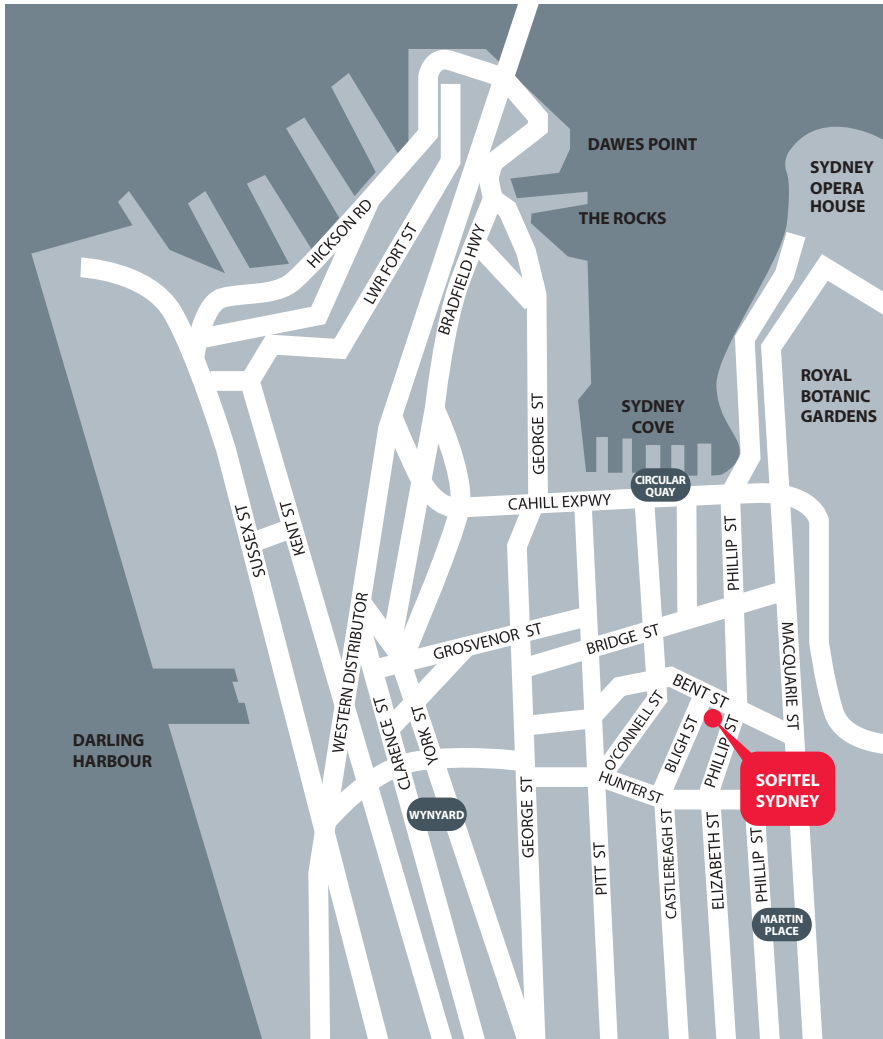 DAWES POINT
SYDNEY
OPERA
HOUSE
THE ROCKS
HICKSON RD
LWR FORT ST
BRADFIELD HWY
ROYAL
BOTANIC
GARDENS
SYDNEY
COVE
GEORGE ST
CIRCULAR
QUAY
CAHILL EXPWY
SUSSEX ST
KENT ST
PHILLIP ST
WESTERN DISTRIBUTOR
GROSVENOR ST
BRIDGE ST
MACQUARIE ST
BENT ST
O'CONNELL ST
BLIGH ST
PHILLIP ST
CLARENCE ST
YORK ST
DARLING
HARBOUR
SOFITEL
SYDNEY
HUNTER ST
WYNYARD
GEORGE ST
PITT ST
CASTLEREAGH ST
ELIZABETH ST
PHILLIP ST
MARTIN
PLACE